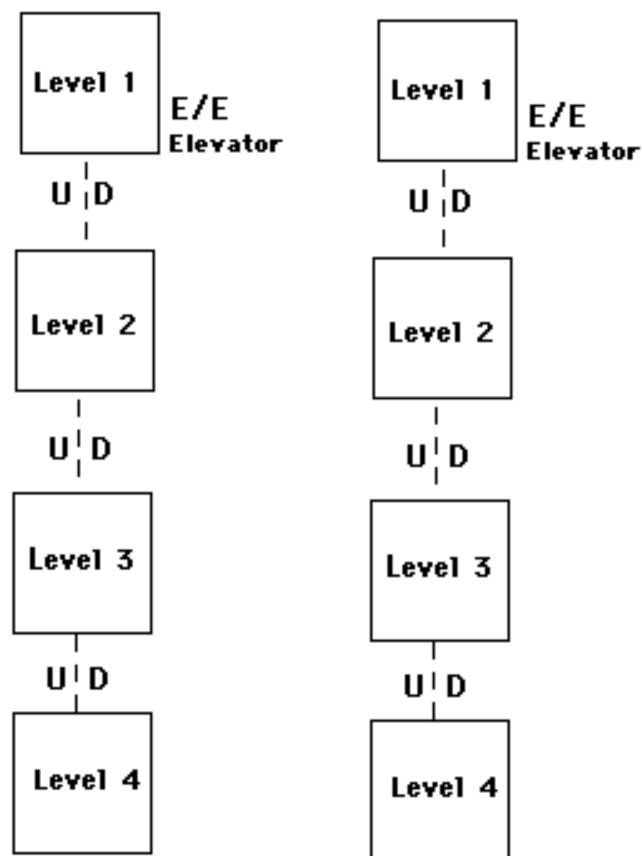 Level 1
E/E
Elevator
U D
Level 2
U D
Level 3
U D
Level 4
Level 1
E/E
Elevator
U D
Level 2
U D
Level 3
U D
Level 4